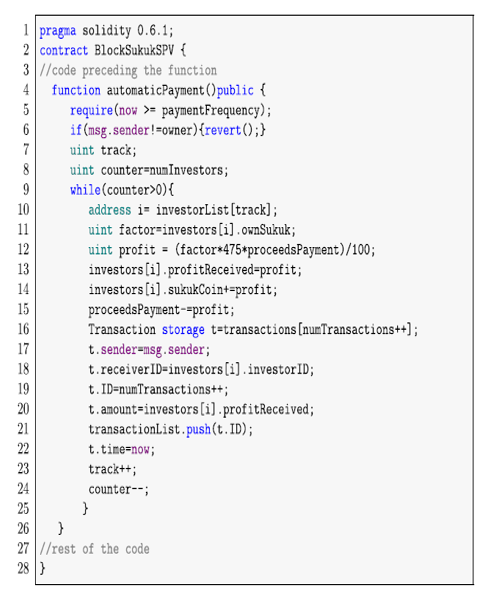 1 pragma solidity 0.6.1;
2 contract BlockSukukSPV {
3 //code preceding the function
4 function automaticPayment()public {
5 require(now >= paymentFrequency);
6 if(msg.sender!=owner){revert();}
7 uint track;
8 uint counter=numInvestors;
9 while(counter>0){
10 address i= investorList[track];
11 uint factor=investors[i].ownSukuk;
12 uint profit = (factor*475*proceedsPayment)/100;
13 investors[i].profitReceived=profit;
14 investors[i].sukukCoin+=profit;
15 proceedsPayment-=profit;
16 Transaction storage t=transactions[numTransactions++];
17 t.sender=msg.sender;
18 t.receiverID=investors[i].investorID;
19 t.ID=numTransactions++;
20 t.amount=investors[i].profitReceived;
21 transactionList.push(t.ID);
22 t.time=now;
23 track++;
24 counter--;
25 }
26 }
27 //rest of the code
28 }